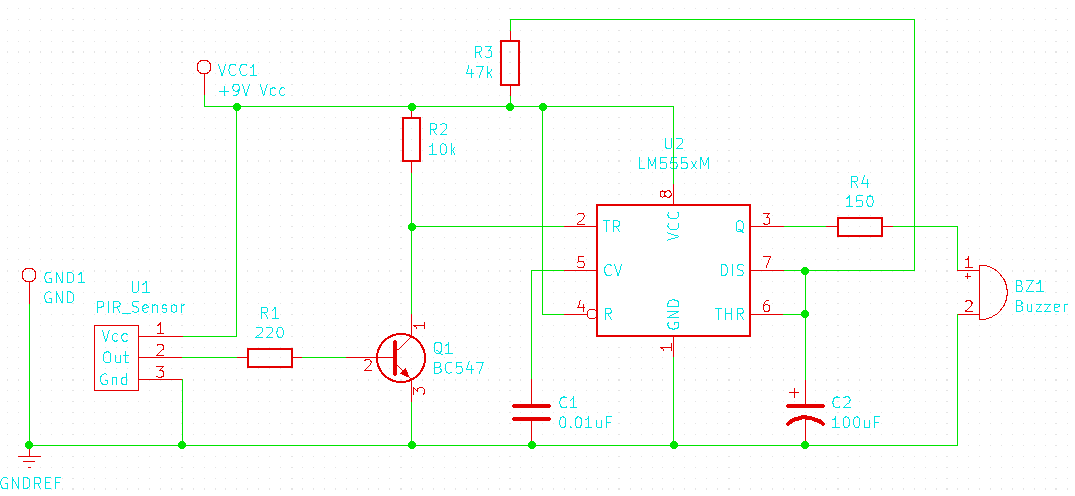 R3
47k
VCC1
+9V Vcc
R2
10k
U2
LM555xM
8
R4
150
2
TR
VCC
Q
3
5
CV
DIS
7
4
R
GND
THR
6
1
GND1
GND
U1
PIR_Sensor
Vcc
1
Out
2
Gnd
3
R1
220
1
2
3
Q1
BC547
1
+
2
BZ1
Buzzer
C1
0.01uF
+
C2
100uF
GNDREF